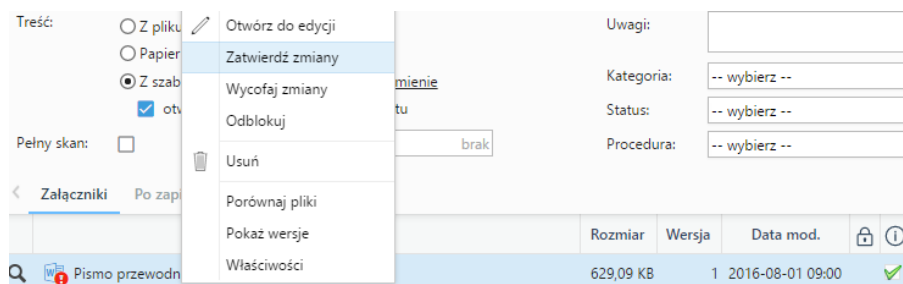 Treść:
Z pliku
Otwórz do edycji
Uwagi:
Papier
Zatwierdź zmiany
Z szab
mienie
Kategoria:
-- wybierz --
Wycofaj zmiany
otw
tu
Status:
-- wybierz --
Odblokuj
Pełny skan:
brak
Procedura:
-- wybierz --
Usuń
Załączniki
Po zapi
Porównaj pliki
Pokaż wersje
Rozmiar
Wersja
Data mod.
Właściwości
Pismo przewodn
629,09 KB
1
2016-08-01 09:00